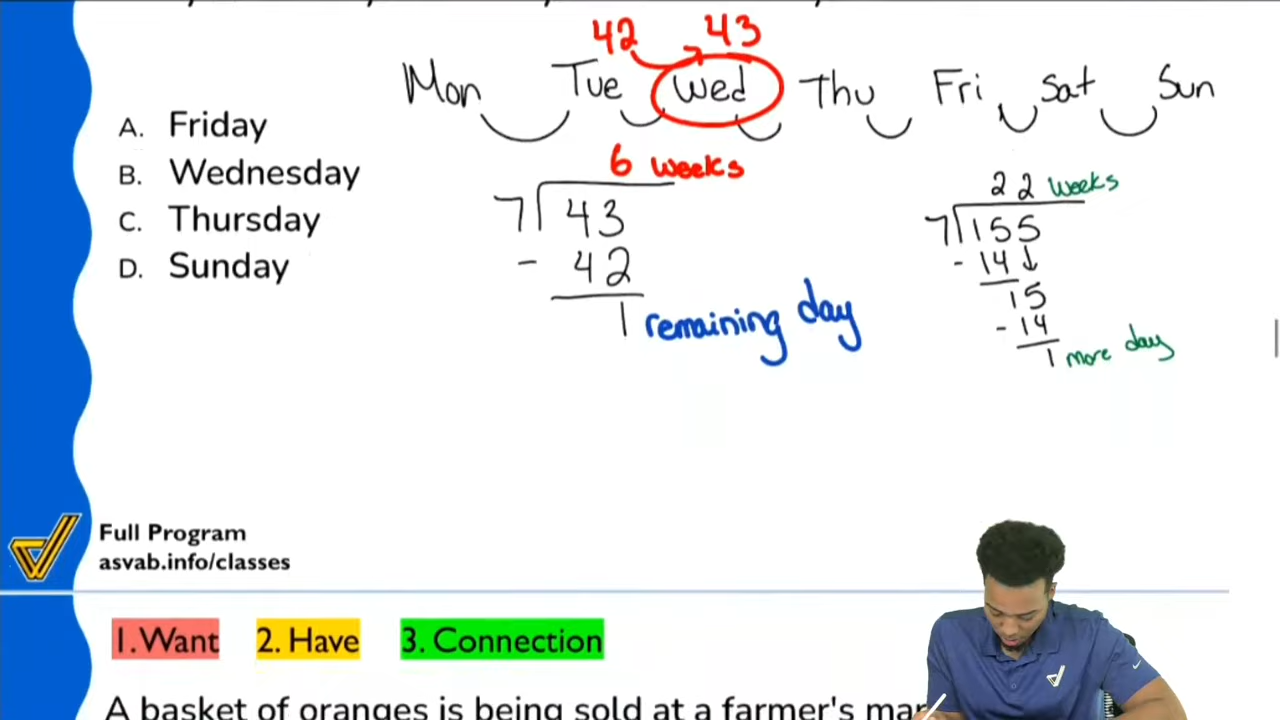 42 43
Mon Tue Wed Thu Fri Sat Sun
A. Friday
B. Wednesday
C. Thursday
D. Sunday
6 weeks
7 43
- 42
1 remaining day
22 weeks
7 155
- 14 ↓
15
- 14
1 more day
Full Program
asvab.info/classes
1. Want 2. Have 3. Connection
A basket of oranges is being sold at a farmer's mar